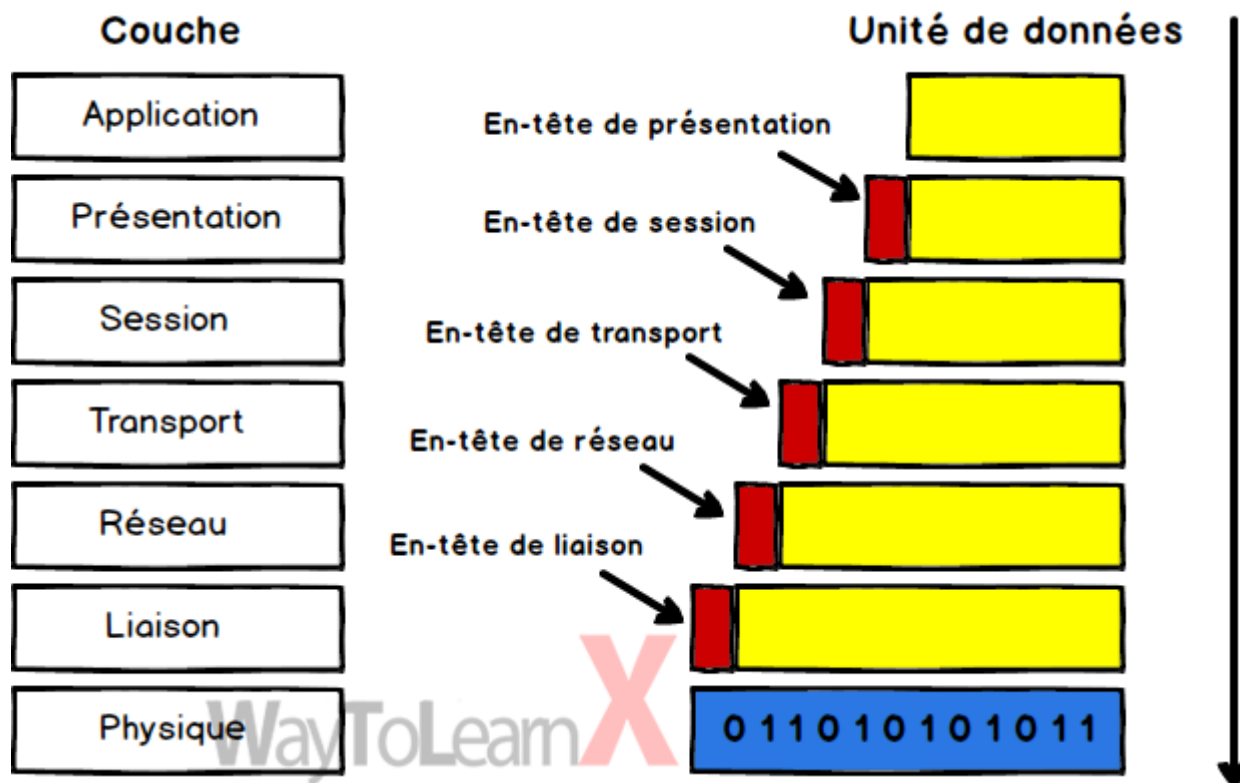 Couche
Unité de données
Application
En-tête de présentation
Présentation
En-tête de session
Session
En-tête de transport
Transport
En-tête de réseau
Réseau
En-tête de liaison
Liaison
Physique
0 1 1 0 1 0 1 0 1 0 1 1
WayToLearnX